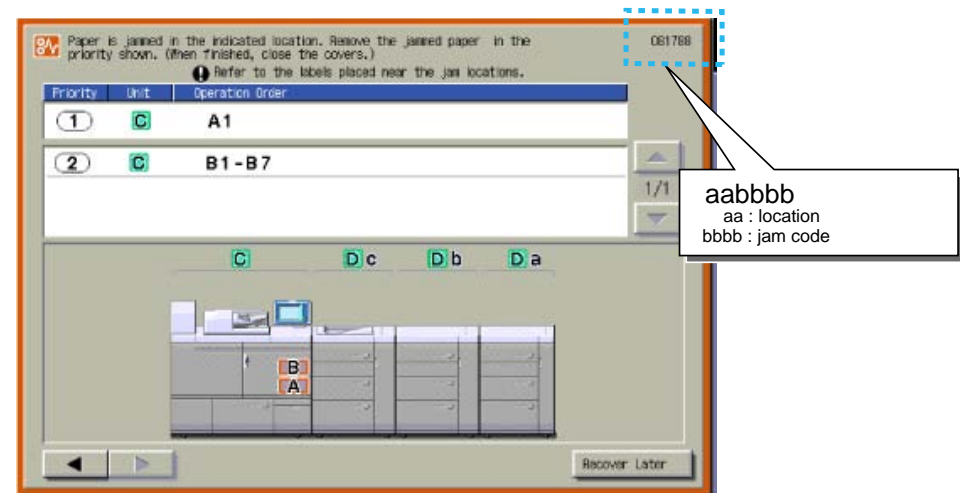 Paper is jammed in the indicated location. Remove the jammed paper in the
priority shown. (When finished, close the covers.)
Refer to the labels placed near the jam locations.
081788
Priority Unit Operation Order
1 C A1
2 C B1-B7
1/1
aabbbb
aa : location
bbbb : jam code
C D c D b D a
B
A
Recover Later